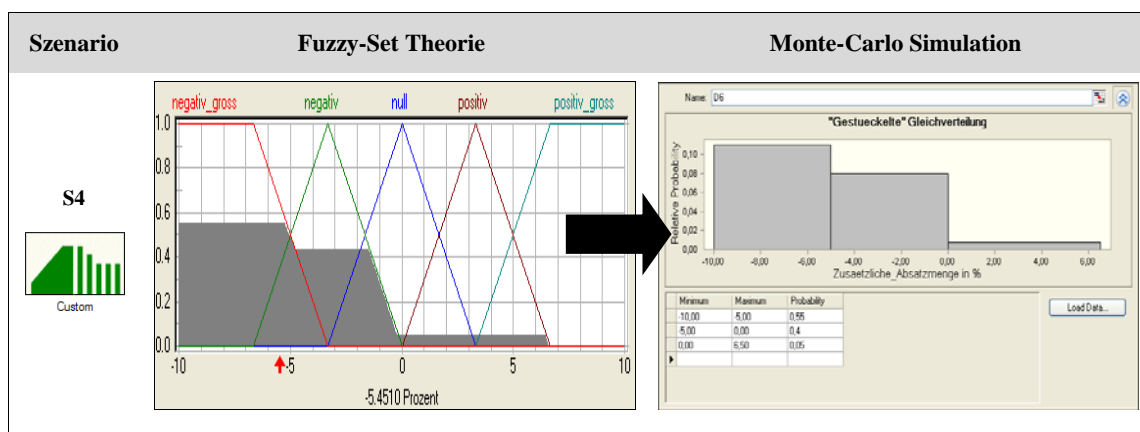 Szenario Fuzzy-Set Theorie Monte-Carlo Simulation
S4
Custom
negativ_gross negativ null positiv positiv_gross
1.0
0.8
0.6
0.4
0.2
0.0
-10 -5 0 5 10
-5.4510 Prozent
Name: D6
"Gestueckelte" Gleichverteilung
Relative Probability
0,10
0,08
0,06
0,04
0,02
0,00
-10,00 -8,00 -6,00 -4,00 -2,00 0,00 2,00 4,00 6,00
Zusaetzliche_Absatzmenge in %
Minimum Maximum Probability
-10,00 -5,00 0,55
-5,00 0,00 0,4
0,00 6,50 0,05
Load Data...